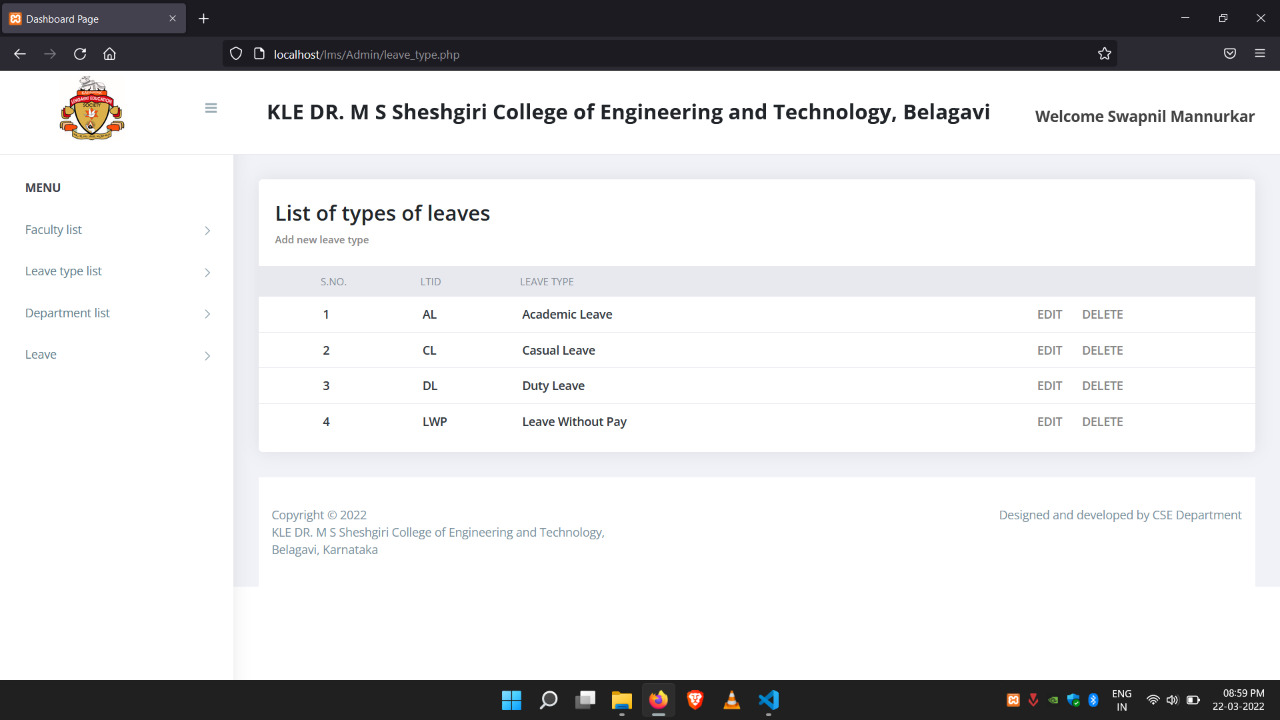 Dashboard Page
localhost/lms/Admin/leave_type.php
KLE DR. M S Sheshgiri College of Engineering and Technology, Belagavi
Welcome Swapnil Mannurkar
MENU
Faculty list
Leave type list
Department list
Leave
List of types of leaves
Add new leave type
S.NO. LTID LEAVE TYPE
1 AL Academic Leave EDIT DELETE
2 CL Casual Leave EDIT DELETE
3 DL Duty Leave EDIT DELETE
4 LWP Leave Without Pay EDIT DELETE
Copyright © 2022
KLE DR. M S Sheshgiri College of Engineering and Technology,
Belagavi, Karnataka
Designed and developed by CSE Department
ENG
IN
08:59 PM
22-03-2022